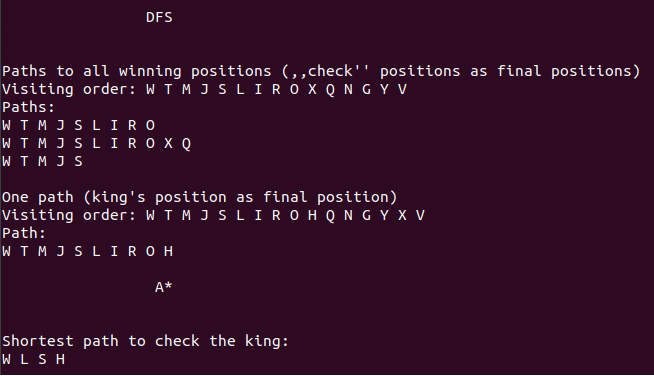 DFS
Paths to all winning positions (,,check'' positions as final positions)
Visiting order: W T M J S L I R O X Q N G Y V
Paths:
W T M J S L I R O
W T M J S L I R O X Q
W T M J S
One path (king's position as final position)
Visiting order: W T M J S L I R O H Q N G Y X V
Path:
W T M J S L I R O H
A*
Shortest path to check the king:
W L S H